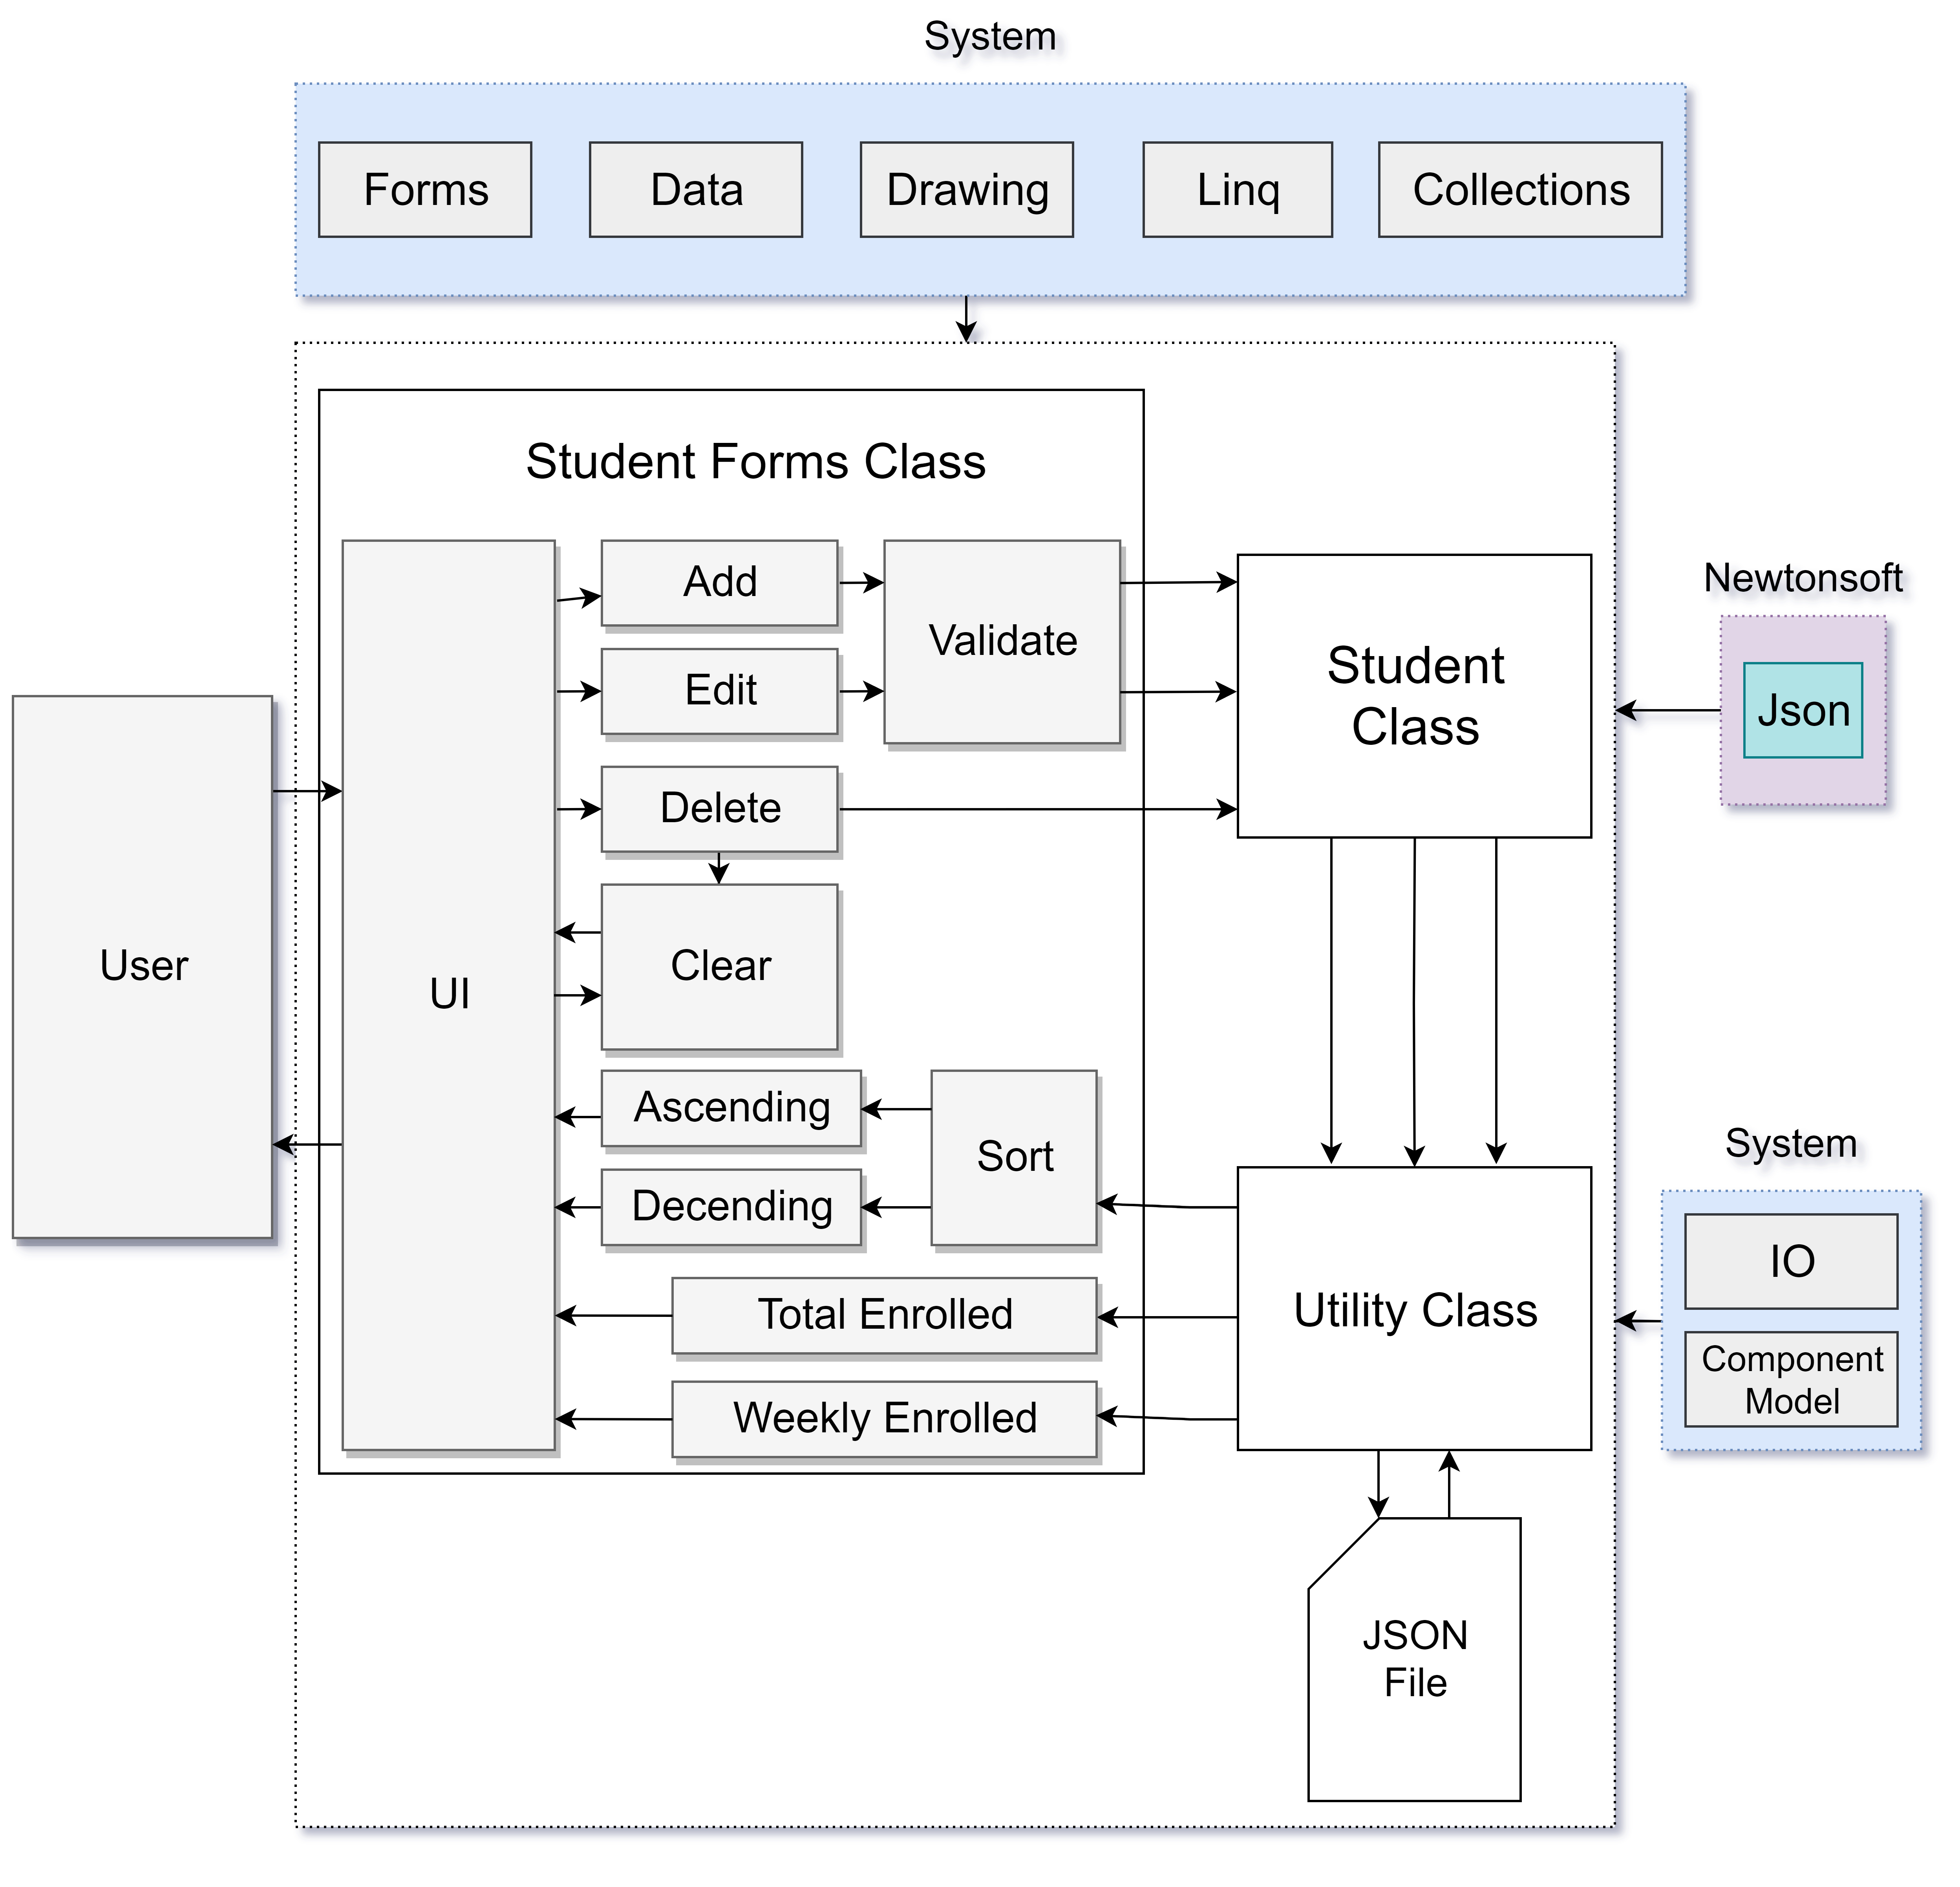 System
Forms
Data
Drawing
Linq
Collections
Student Forms Class
Add
Validate
Edit
Delete
Clear
UI
User
Ascending
Decending
Sort
Total Enrolled
Weekly Enrolled
Student
Class
Newtonsoft
Json
Utility Class
System
IO
Component
Model
JSON
File